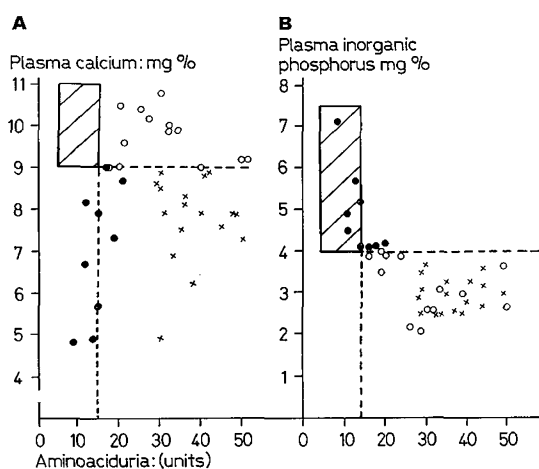 A
Plasma calcium: mg %
11
10
9
8
7
6
5
4
0 10 20 30 40 50
Aminoaciduria: (units)
B
Plasma inorganic
phosphorus mg %
8
7
6
5
4
3
2
1
0 10 20 30 40 50